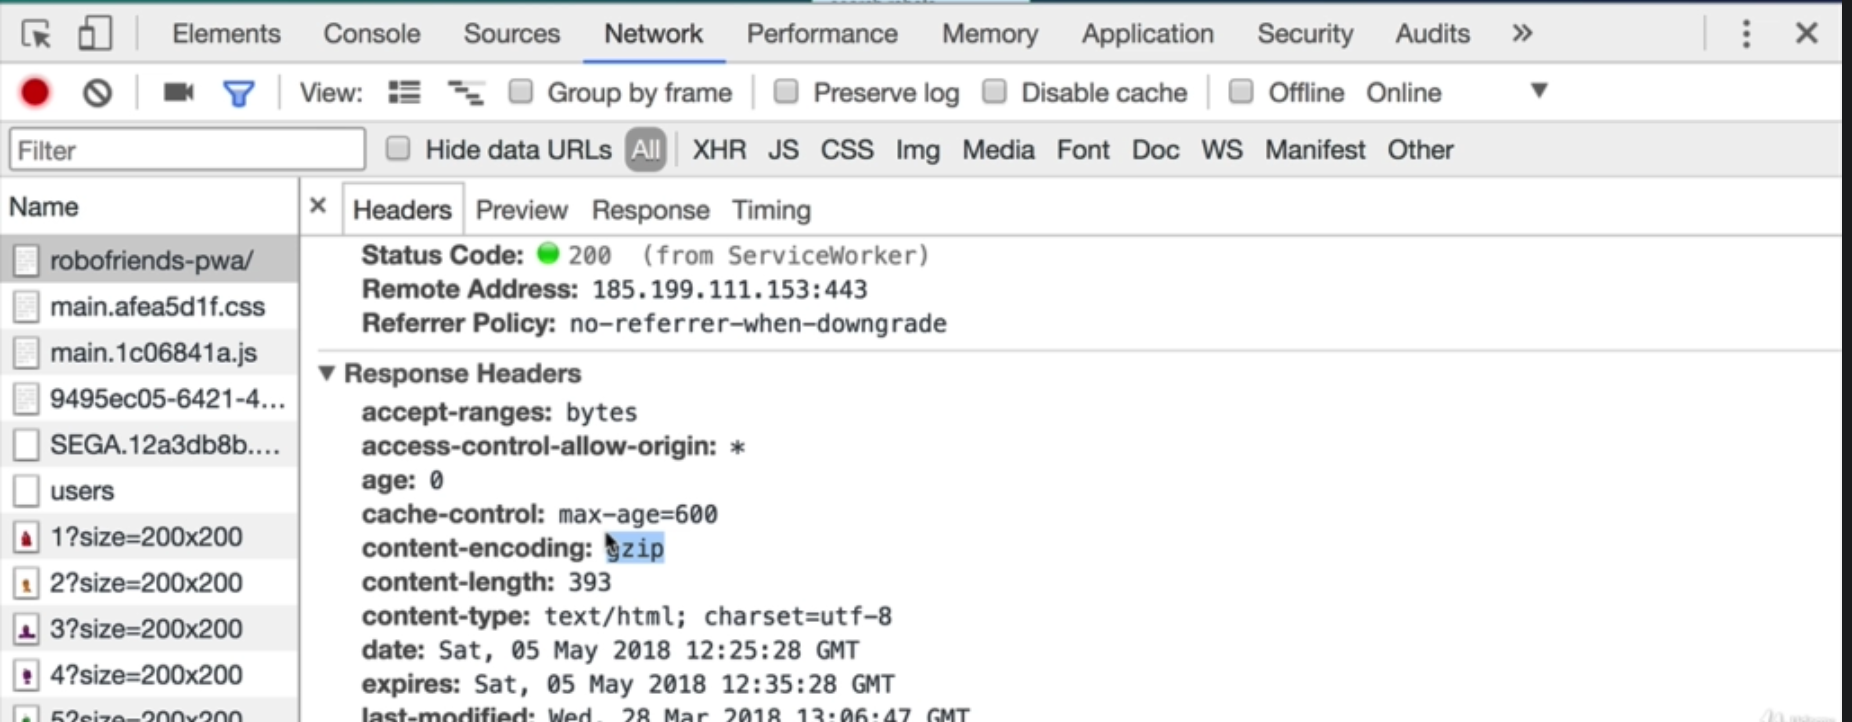 Elements Console Sources Network Performance Memory Application Security Audits »
View: Group by frame Preserve log Disable cache Offline Online ▼
Filter Hide data URLs All XHR JS CSS Img Media Font Doc WS Manifest Other
Name × Headers Preview Response Timing
robofriends-pwa/
main.afea5d1f.css
main.1c06841a.js
9495ec05-6421-4...
SEGA.12a3db8b....
users
1?size=200x200
2?size=200x200
3?size=200x200
4?size=200x200
5?size=200x200
Status Code: 200 (from ServiceWorker)
Remote Address: 185.199.111.153:443
Referrer Policy: no-referrer-when-downgrade
▼ Response Headers
accept-ranges: bytes
access-control-allow-origin: *
age: 0
cache-control: max-age=600
content-encoding: gzip
content-length: 393
content-type: text/html; charset=utf-8
date: Sat, 05 May 2018 12:25:28 GMT
expires: Sat, 05 May 2018 12:35:28 GMT
last-modified: Wed, 28 Mar 2018 13:06:47 GMT